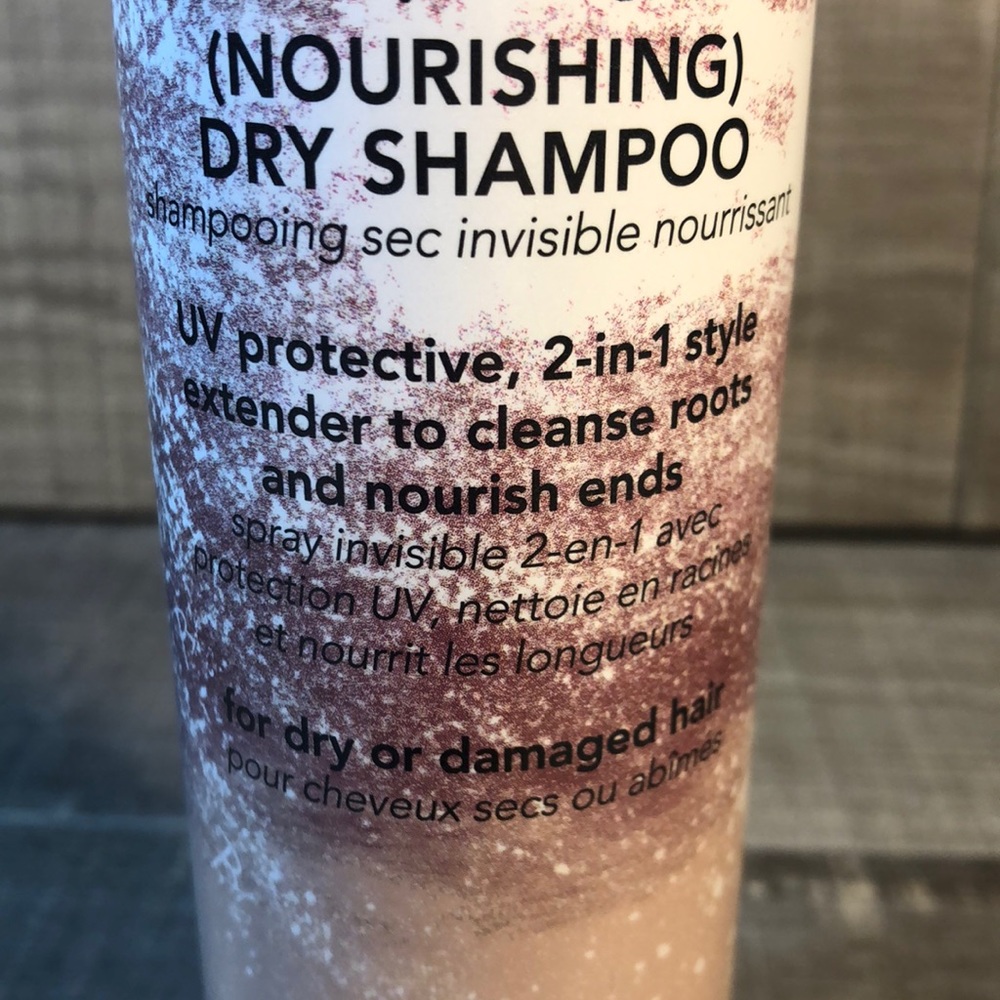 (NOURISHING)
DRY SHAMPOO
shampooing sec invisible nourrissant
UV protective, 2-in-1 style
extender to cleanse roots
and nourish ends
spray invisible 2-en-1 avec
protection UV, nettoie en racines
et nourrit les longueurs
for dry or damaged hair
pour cheveux secs ou abîmés